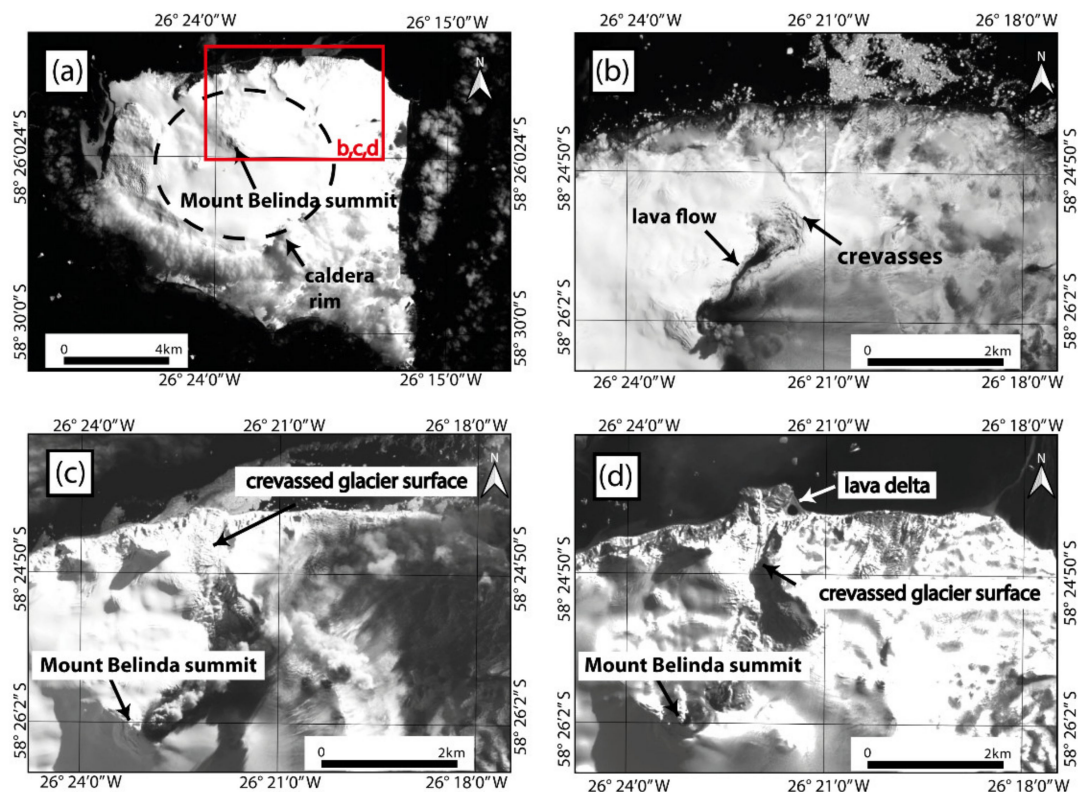 26° 24'0"W
26° 15'0"W
(a)
N
58° 26'024"S
58° 26'024"S
b,c,d
Mount Belinda summit
caldera
rim
58° 30'0"S
58° 30'0"S
0
4km
26° 24'0"W
26° 15'0"W
26° 24'0"W
26° 21'0"W
26° 18'0"W
(b)
N
58° 24'50"S
58° 24'50"S
lava flow
crevasses
58° 26'2"S
58° 26'2"S
0
2km
26° 24'0"W
26° 21'0"W
26° 18'0"W
26° 24'0"W
26° 21'0"W
26° 18'0"W
(c)
N
crevassed glacier surface
58° 24'50"S
58° 24'50"S
Mount Belinda summit
58° 26'2"S
58° 26'2"S
0
2km
26° 24'0"W
26° 21'0"W
26° 18'0"W
26° 24'0"W
26° 21'0"W
26° 18'0"W
(d)
N
lava delta
58° 24'50"S
58° 24'50"S
crevassed glacier surface
Mount Belinda summit
58° 26'2"S
58° 26'2"S
0
2km
26° 24'0"W
26° 21'0"W
26° 18'0"W